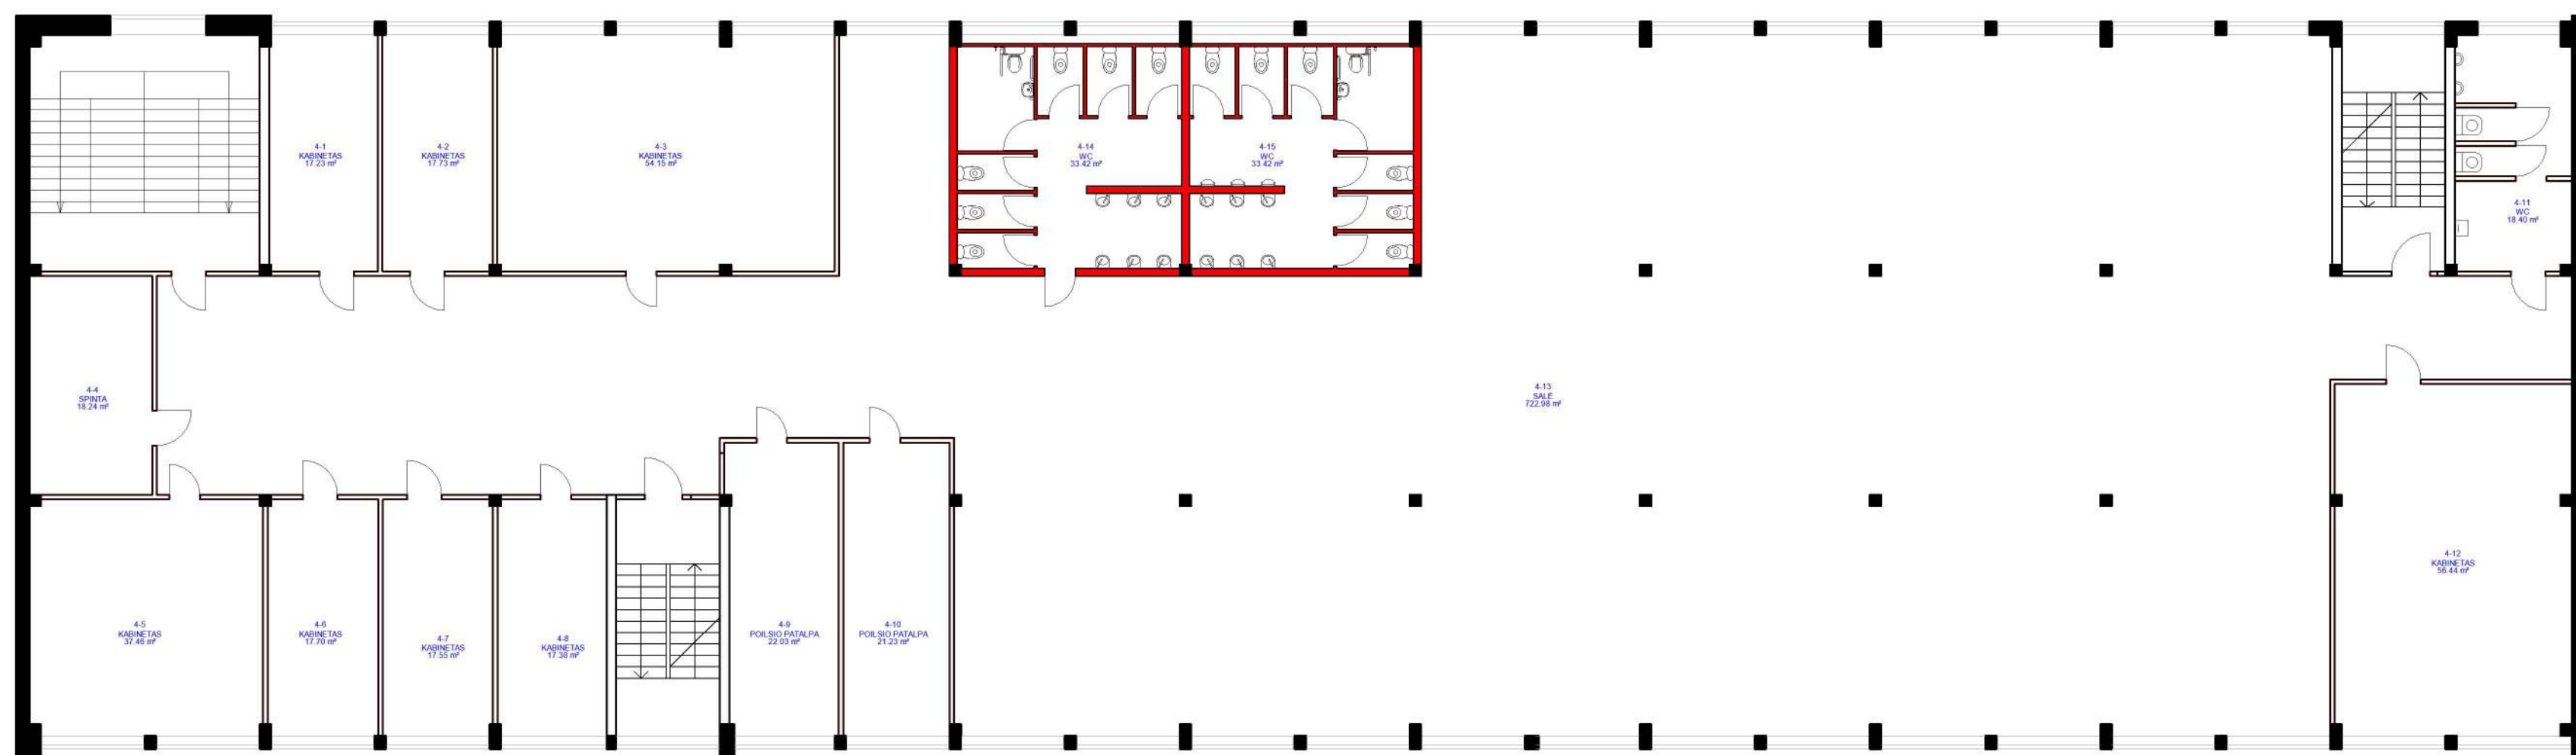 4-1
KABINETAS
17.23 m²
4-2
KABINETAS
17.73 m²
4-3
KABINETAS
54.15 m²
4-14
WC
33.42 m²
4-15
WC
33.42 m²
4-11
WC
18.40 m²
4-4
SPINTA
18.24 m²
4-13
SALE
722.98 m²
4-5
KABINETAS
37.46 m²
4-6
KABINETAS
17.70 m²
4-7
KABINETAS
17.55 m²
4-8
KABINETAS
17.38 m²
4-9
POILSIO PATALPA
22.03 m²
4-10
POILSIO PATALPA
21.23 m²
4-12
KABINETAS
56.44 m²